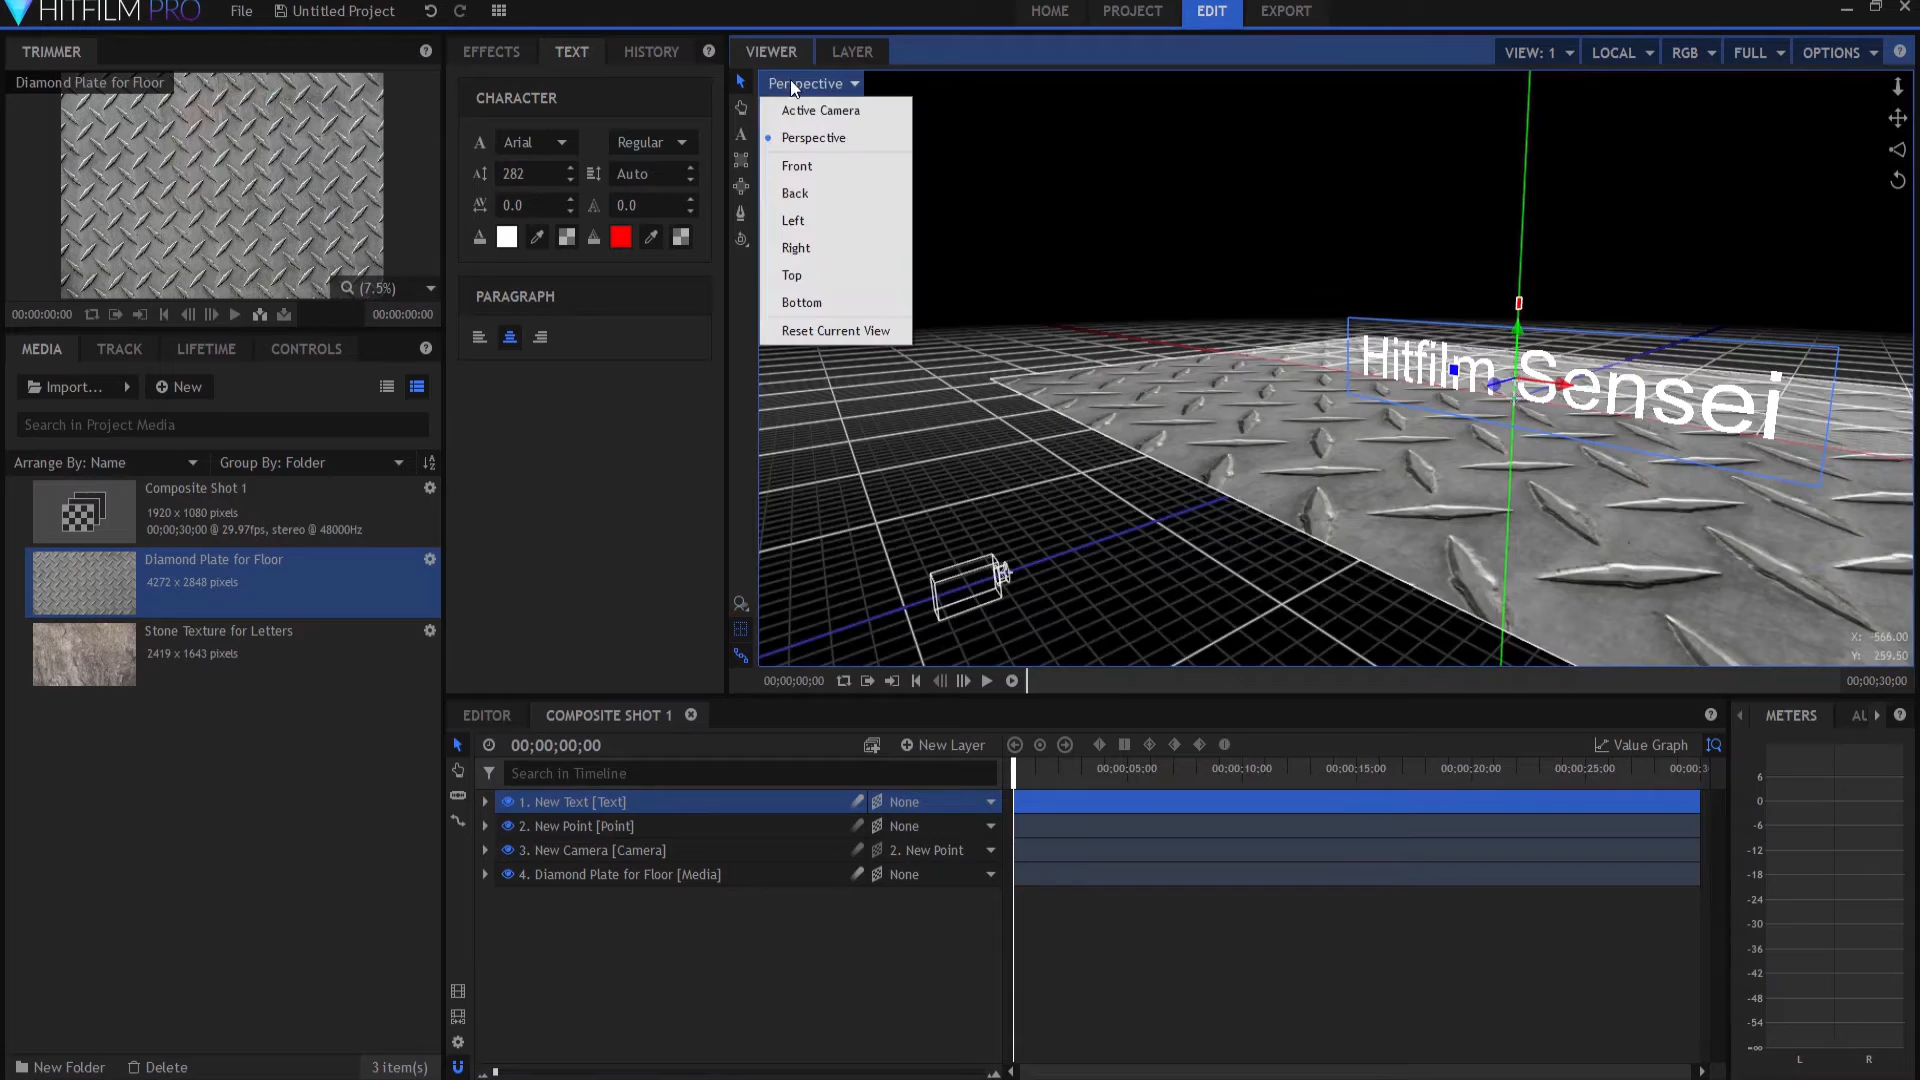 HITFILM PRO
File
Untitled Project
HOME
PROJECT
EDIT
EXPORT
TRIMMER
Diamond Plate for Floor
(7.5%)
00:00:00:00
00:00:00:00
EFFECTS
TEXT
HISTORY
CHARACTER
Arial
Regular
282
Auto
0.0
0.0
PARAGRAPH
VIEWER
LAYER
VIEW: 1
LOCAL
RGB
FULL
OPTIONS
Perspective
Active Camera
Perspective
Front
Back
Left
Right
Top
Bottom
Reset Current View
Hitfilm Sensei
X: -566.00
Y: 259.50
00;00;00;00
00;00;30;00
MEDIA
TRACK
LIFETIME
CONTROLS
Import...
New
Search in Project Media
Arrange By: Name
Group By: Folder
Composite Shot 1
1920 x 1080 pixels
00;00;30;00 @ 29.97fps, stereo @ 48000Hz
Diamond Plate for Floor
4272 x 2848 pixels
Stone Texture for Letters
2419 x 1643 pixels
New Folder
Delete
3 item(s)
EDITOR
COMPOSITE SHOT 1
00;00;00;00
New Layer
Value Graph
Search in Timeline
00;00;05;00
00;00;10;00
00;00;15;00
00;00;20;00
00;00;25;00
00;00;3
1. New Text [Text]
None
2. New Point [Point]
None
3. New Camera [Camera]
2. New Point
4. Diamond Plate for Floor [Media]
None
METERS
AU
6
0
-6
-12
-18
-24
-30
-36
-42
-48
-54
-∞
L
R